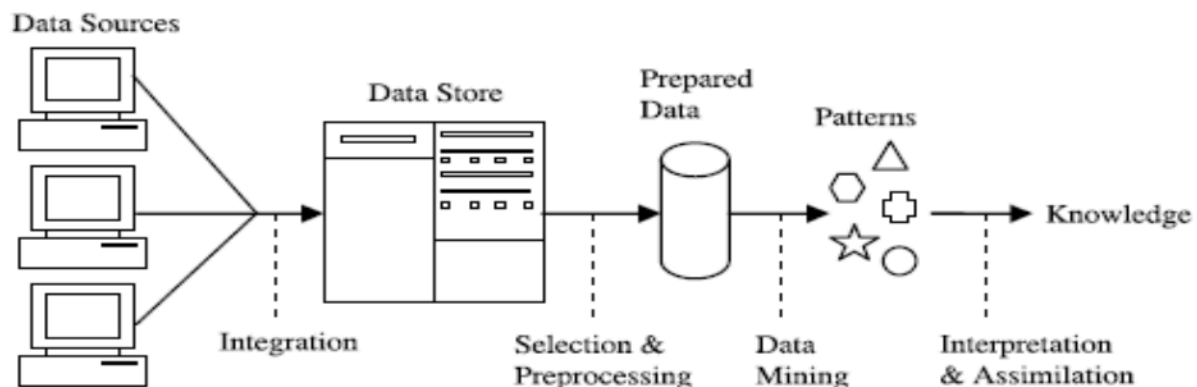 Data Sources
Data Store
Prepared
Data
Patterns
Knowledge
Integration
Selection &
Preprocessing
Data
Mining
Interpretation
& Assimilation